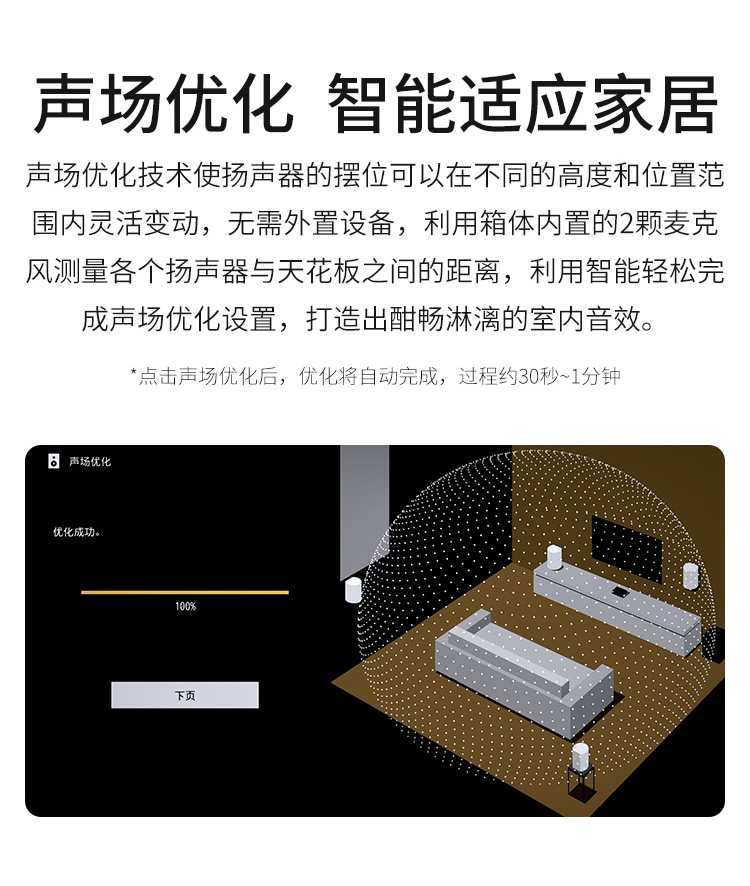 声场优化 智能适应家居
声场优化技术使扬声器的摆位可以在不同的高度和位置范
围内灵活变动，无需外置设备，利用箱体内置的2颗麦克
风测量各个扬声器与天花板之间的距离，利用智能轻松完
成声场优化设置，打造出酣畅淋漓的室内音效。
*点击声场优化后，优化将自动完成，过程约30秒~1分钟
声场优化
优化成功。
100%
下页